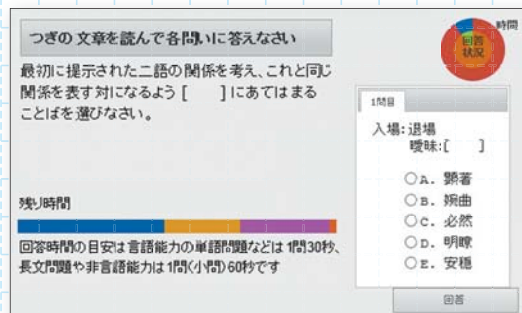 つぎの 文章を読んで各問いに答えなさい
最初に提示された二語の関係を考え、これと同じ
関係を表す対になるよう [　　] にあてはまる
ことばを選びなさい。
残り時間
回答時間の目安は言語能力の単語問題などは1問30秒、
長文問題や非言語能力は1問(小問)60秒です
時間
回答
状況
1問目
入場:退場
曖昧:[　　]
○A. 顕著
○B. 婉曲
○C. 必然
○D. 明瞭
○E. 安穏
回答